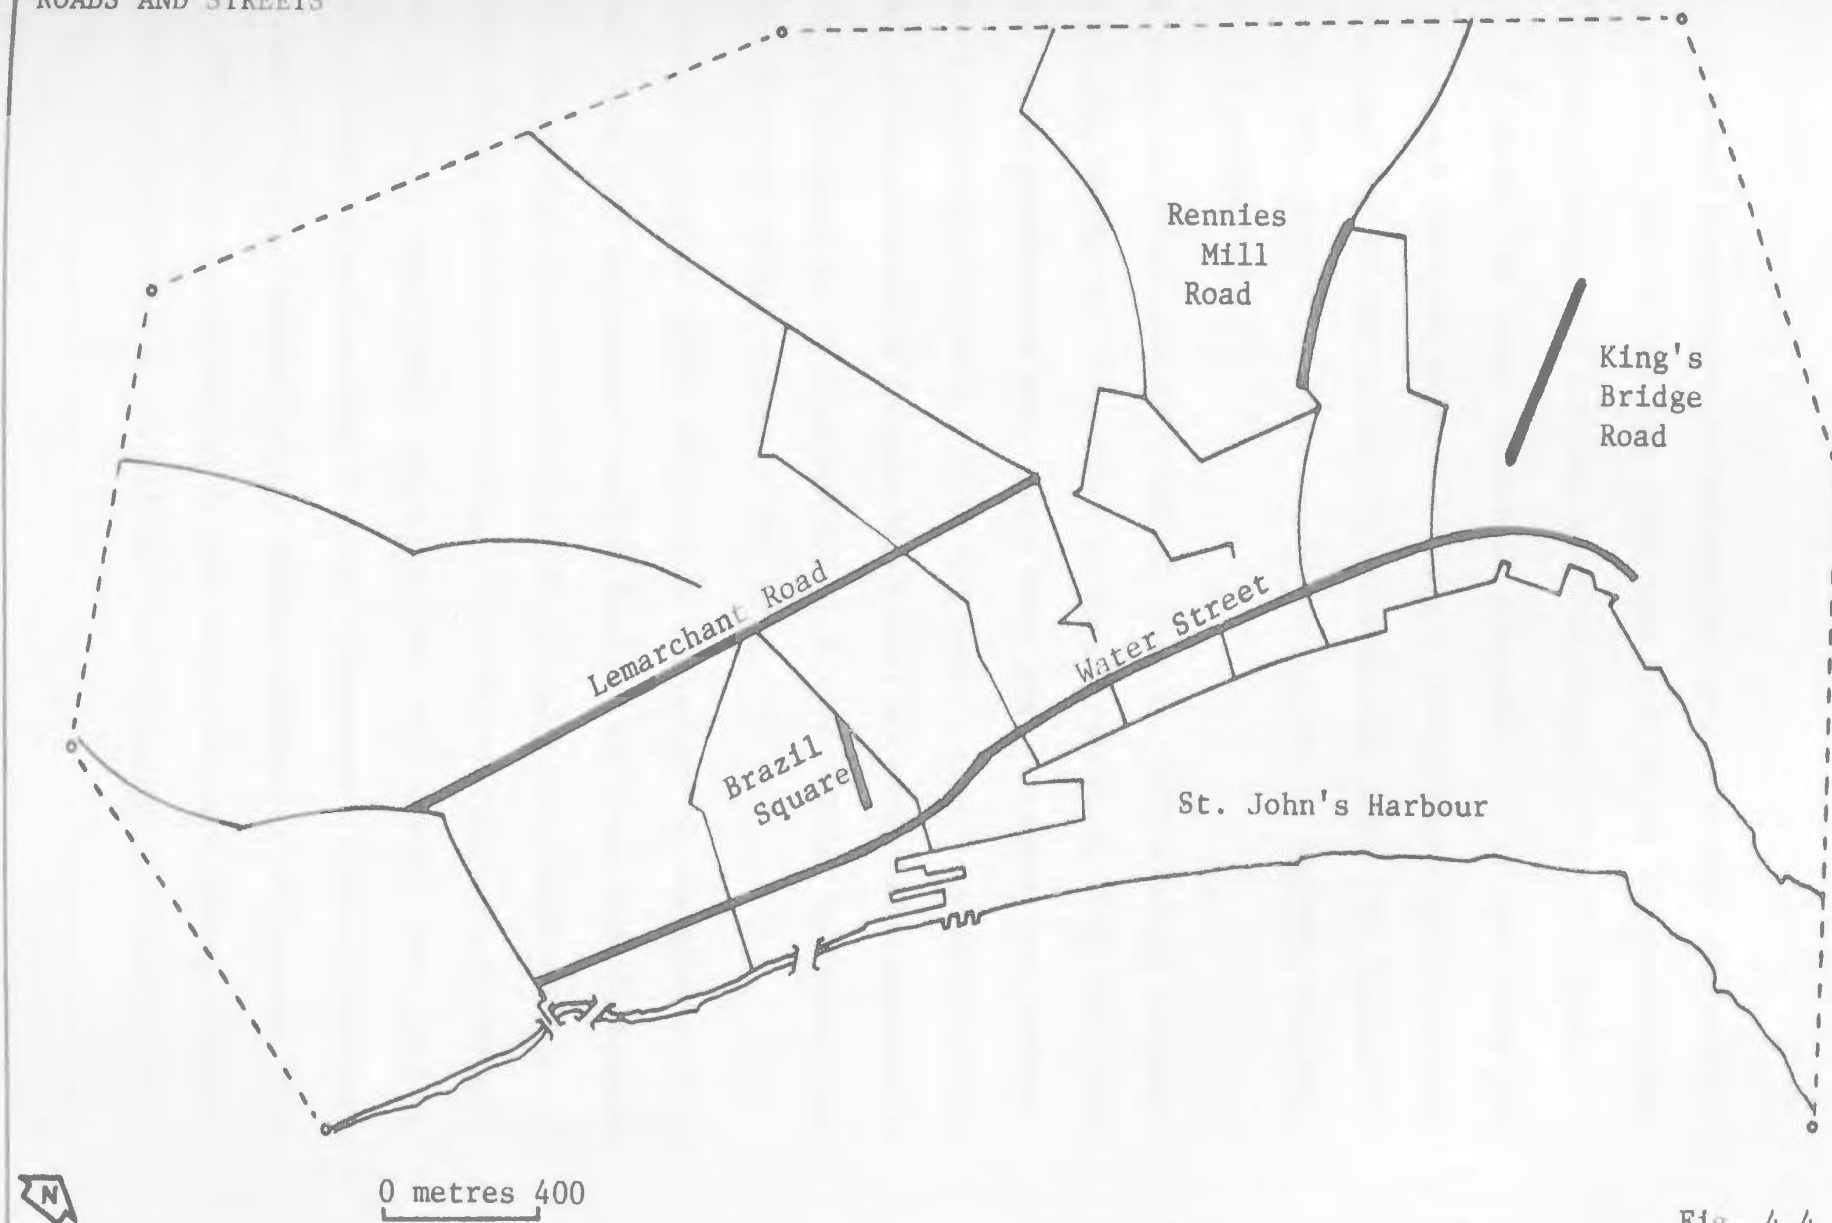 ROADS AND STREETS
Rennies
Mill
Road
King's
Bridge
Road
Lemarchant Road
Water Street
Brazil
Square
St. John's Harbour
N
0 metres 400
Fig. 4.4